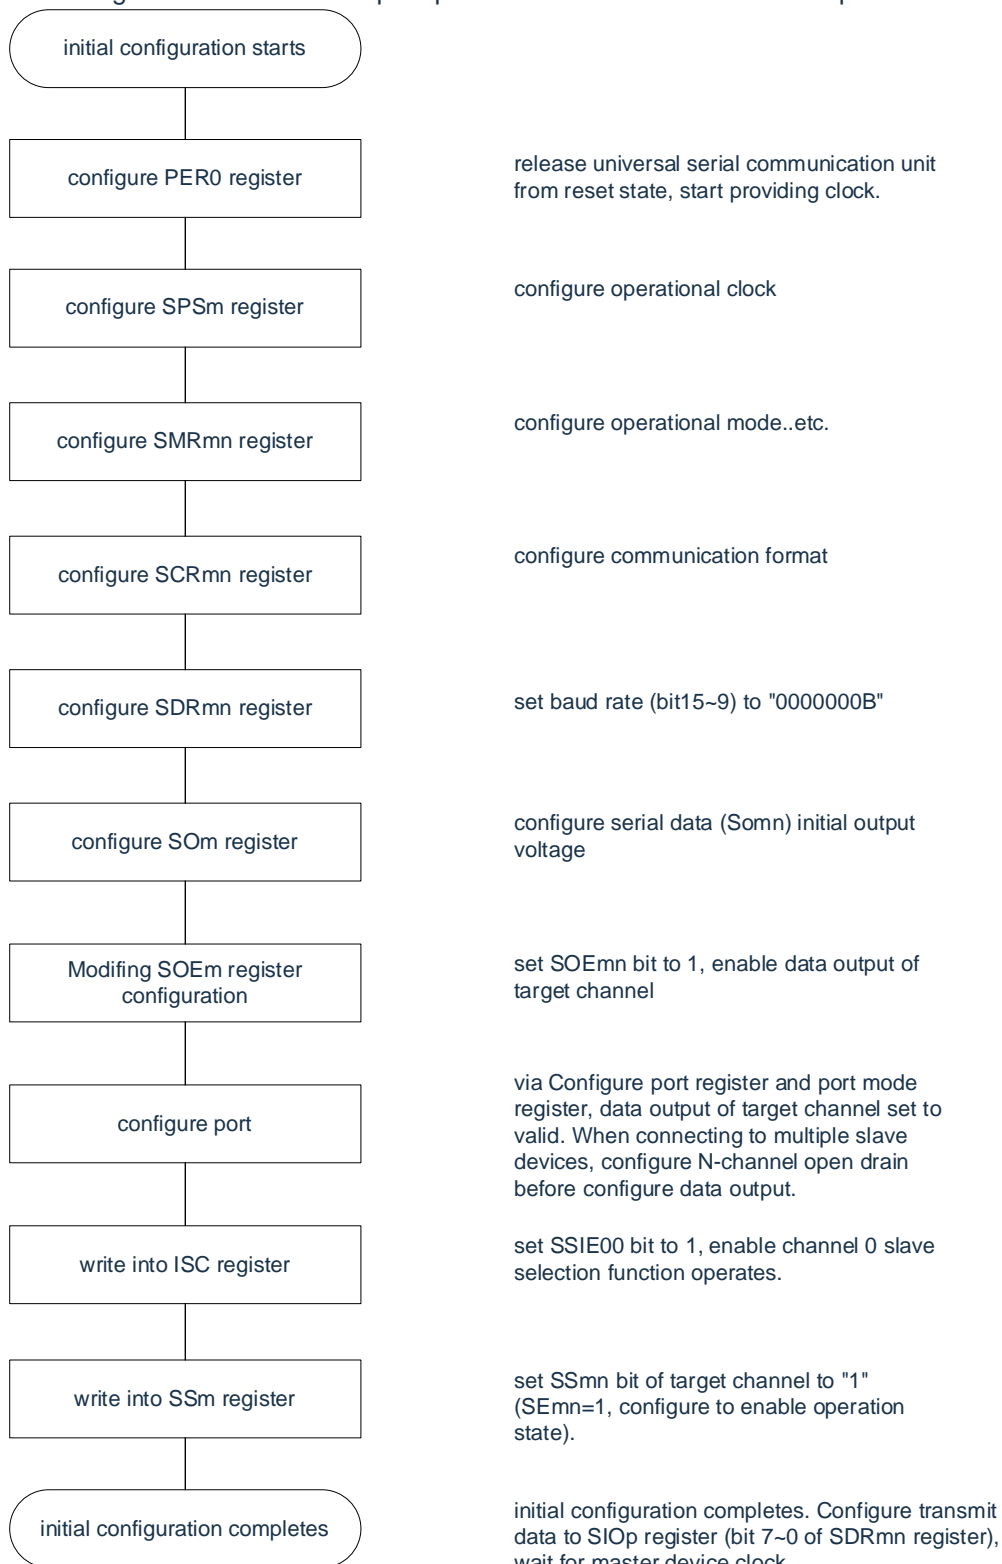 initial configuration starts
configure PER0 register
release universal serial communication unit
from reset state, start providing clock.
configure SPSm register
configure operational clock
configure SMRmn register
configure operational mode..etc.
configure SCRmn register
configure communication format
configure SDRmn register
set baud rate (bit15~9) to "0000000B"
configure SOm register
configure serial data (Somn) initial output
voltage
Modifing SOEm register
configuration
set SOEmn bit to 1, enable data output of
target channel
configure port
via Configure port register and port mode
register, data output of target channel set to
valid. When connecting to multiple slave
devices, configure N-channel open drain
before configure data output.
write into ISC register
set SSIE00 bit to 1, enable channel 0 slave
selection function operates.
write into SSm register
set SSmn bit of target channel to "1"
(SEmn=1, configure to enable operation
state).
initial configuration completes
initial configuration completes. Configure transmit
data to SIOp register (bit 7~0 of SDRmn register),
wait for master device clock